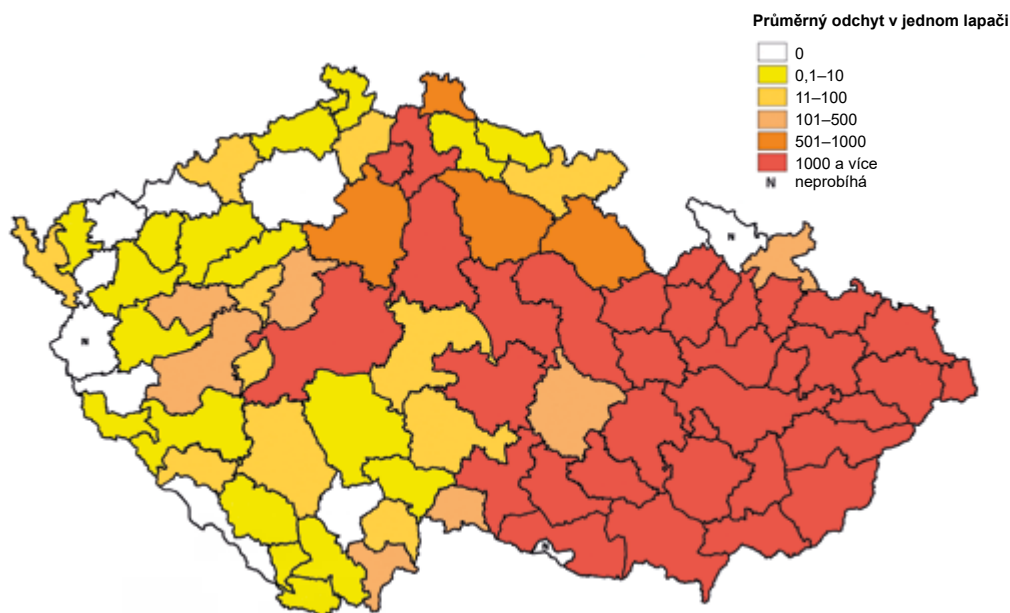 Průměrný odchyt v jednom lapači
0
0,1–10
11–100
101–500
501–1000
1000 a více
N neprobíhá
N
N
N